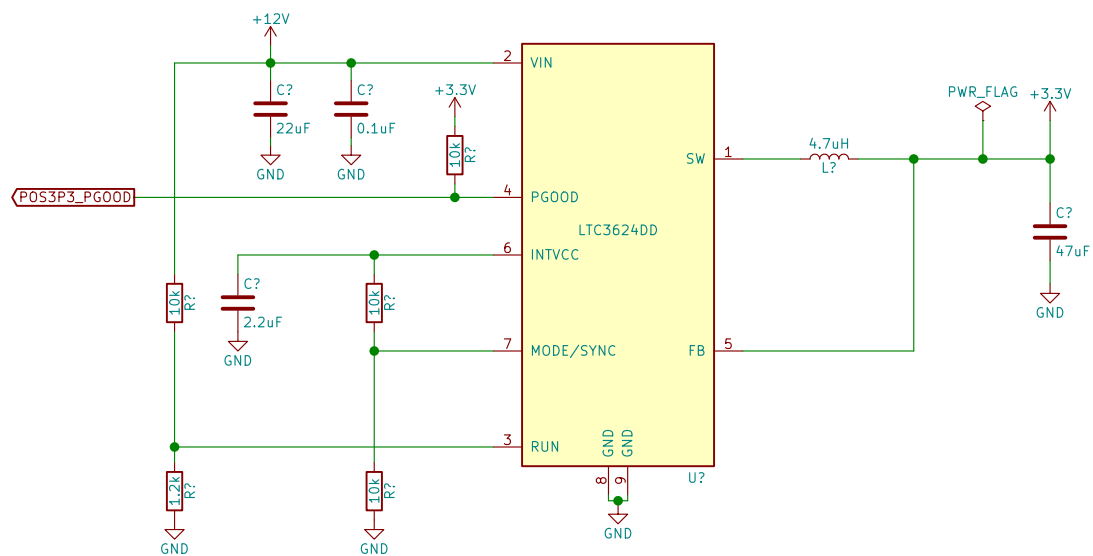 +12V
2
VIN
C?
22uF
GND
C?
0.1uF
GND
+3.3V
10k
R?
PWR_FLAG
+3.3V
4.7uH
L?
SW
1
POS3P3_PGOOD
4
PGOOD
LTC3624DD
C?
47uF
GND
6
INTVCC
10k
R?
C?
2.2uF
GND
10k
R?
7
MODE/SYNC
FB
5
3
RUN
GND
GND
8
9
U?
GND
1.2k
R?
GND
10k
R?
GND